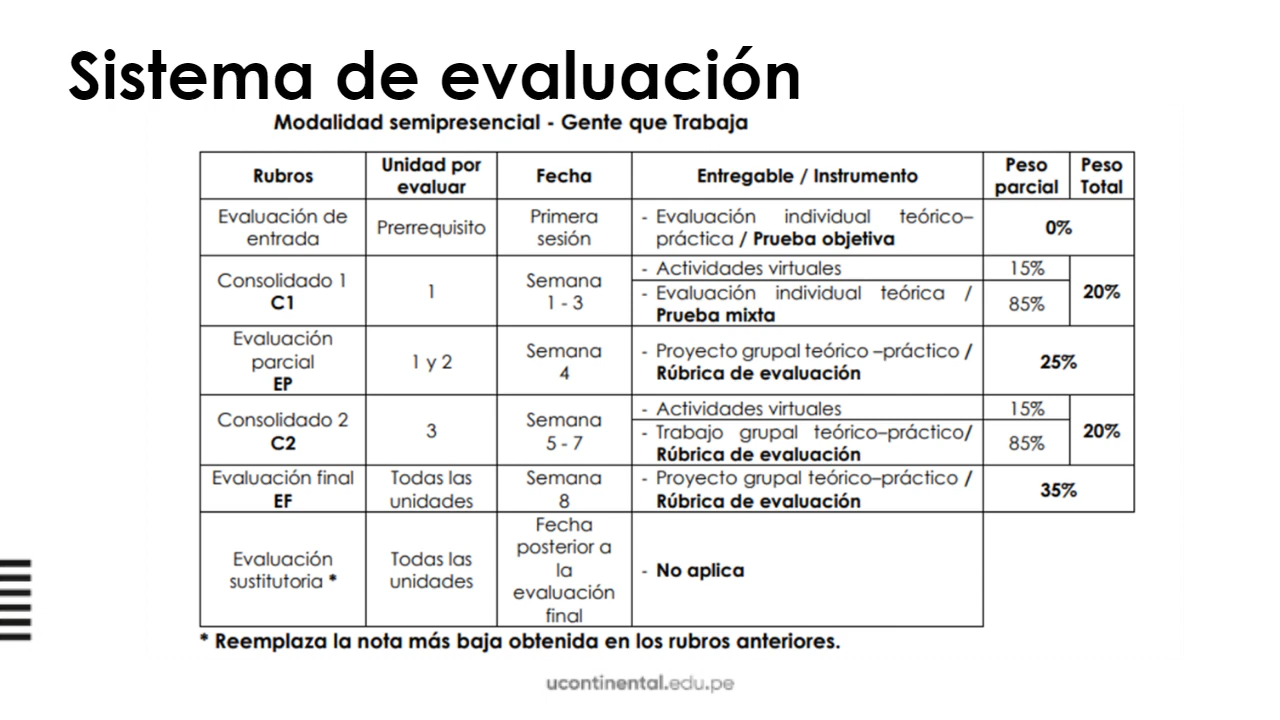 Sistema de evaluación
Modalidad semipresencial - Gente que Trabaja
Rubros
Unidad por
evaluar
Fecha
Entregable / Instrumento
Peso
parcial
Peso
Total
Evaluación de
entrada
Prerrequisito
Primera
sesión
- Evaluación individual teórico–
práctica / Prueba objetiva
0%
Consolidado 1
C1
1
Semana
1 - 3
- Actividades virtuales
15%
- Evaluación individual teórica /
Prueba mixta
85%
20%
Evaluación
parcial
EP
1 y 2
Semana
4
- Proyecto grupal teórico –práctico /
Rúbrica de evaluación
25%
Consolidado 2
C2
3
Semana
5 - 7
- Actividades virtuales
15%
- Trabajo grupal teórico–práctico/
Rúbrica de evaluación
85%
20%
Evaluación final
EF
Todas las
unidades
Semana
8
- Proyecto grupal teórico–práctico /
Rúbrica de evaluación
35%
Evaluación
sustitutoria *
Todas las
unidades
Fecha
posterior a
la
evaluación
final
- No aplica
* Reemplaza la nota más baja obtenida en los rubros anteriores.
ucontinental.edu.pe